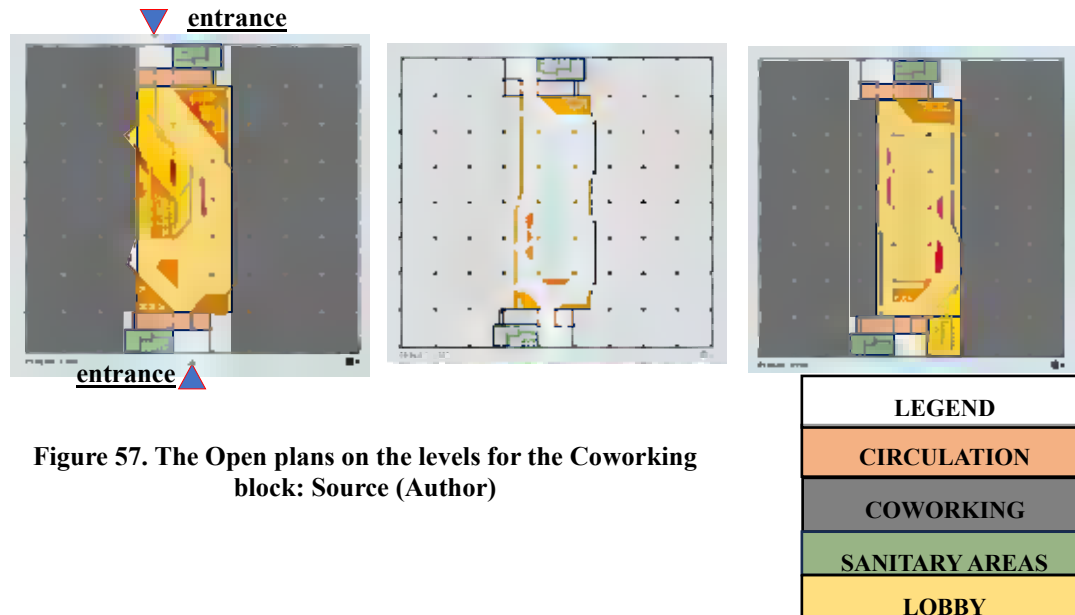 entrance
entrance
Figure 57. The Open plans on the levels for the Coworking
block: Source (Author)
LEGEND
CIRCULATION
COWORKING
SANITARY AREAS
LOBBY